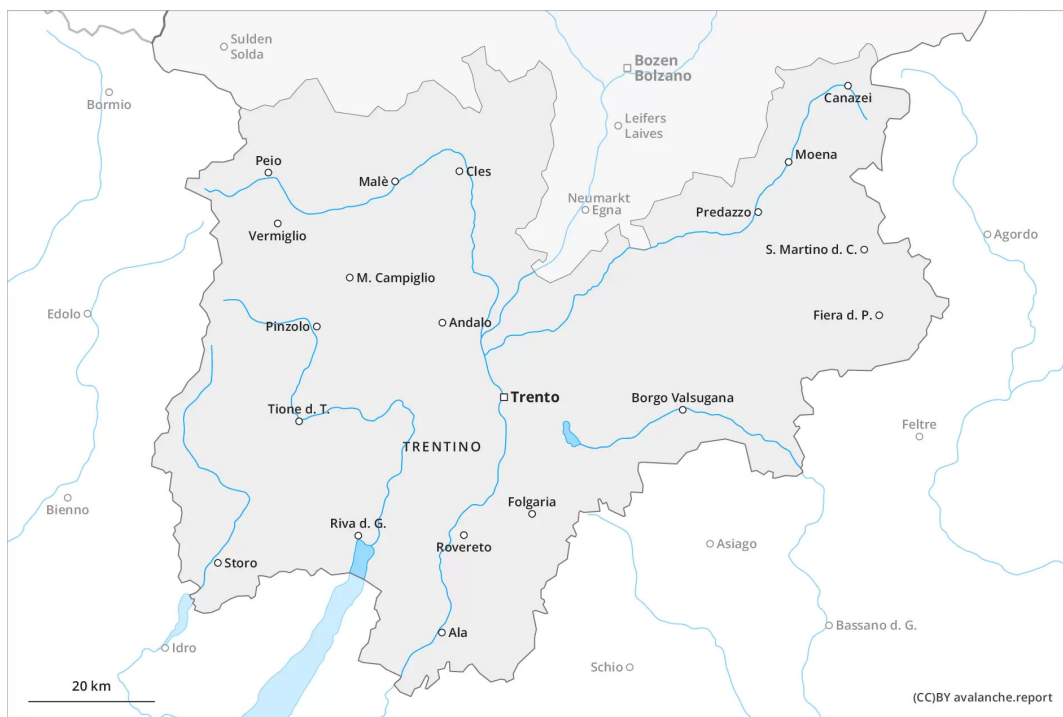 Sulden
Solda
Bozen
Bolzano
Bormio
Canazei
Leifers
Laives
Peio
Moena
Malè
Cles
Neumarkt
Egna
Predazzo
Vermiglio
Agordo
S. Martino d. C.
M. Campiglio
Edolo
Fiera d. P.
Pinzolo
Andalo
Trento
Borgo Valsugana
Tione d. T.
Feltre
TRENTINO
Bienno
Folgaria
Riva d. G.
Rovereto
Asiago
Storo
Bassano d. G.
Ala
Idro
Schio
20 km
(CC)BY avalanche.report